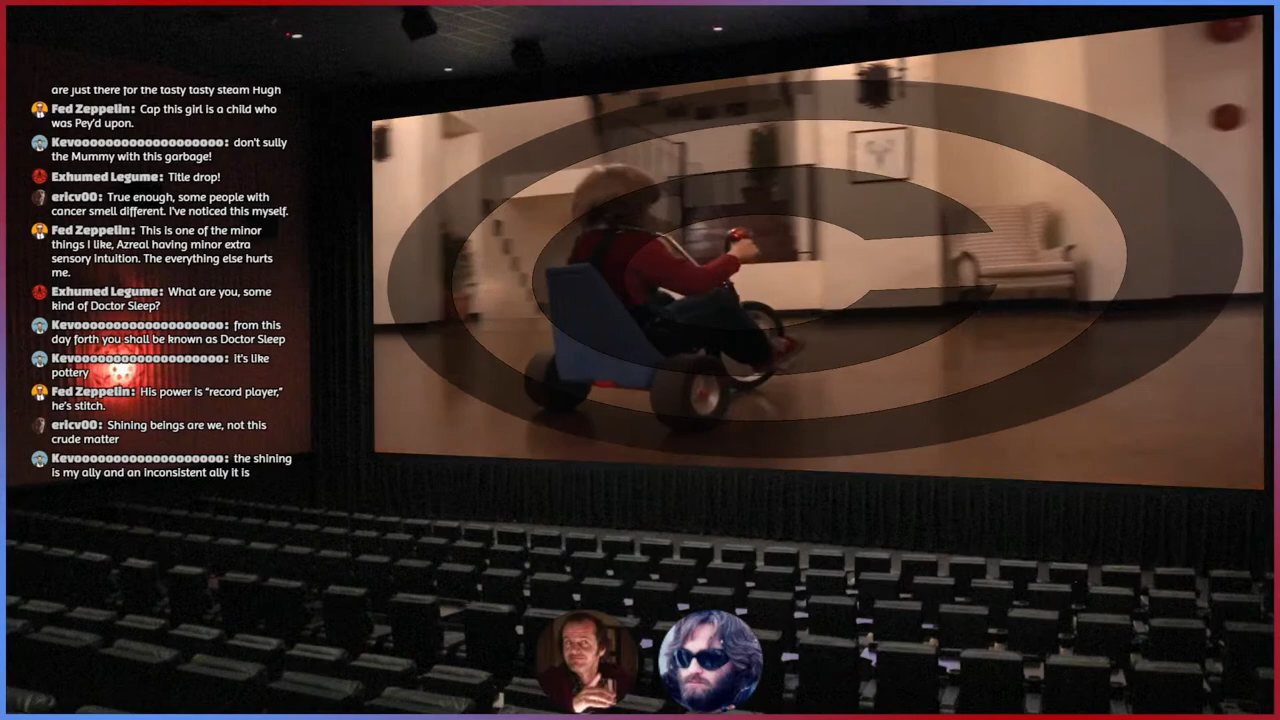 are just there for the tasty tasty steam Hugh
Fed Zeppelin: Cap this girl is a child who
was Pey'd upon.
Kevooooooooooooooooooo: don't sully
the Mummy with this garbage!
Exhumed Legume: Title drop!
ericv00: True enough, some people with
cancer smell different. I've noticed this myself.
Fed Zeppelin: This is one of the minor
things I like, Azreal having minor extra
sensory intuition. The everything else hurts
me.
Exhumed Legume: What are you, some
kind of Doctor Sleep?
Kevooooooooooooooooooo: from this
day forth you shall be known as Doctor Sleep
Kevooooooooooooooooooo: it's like
pottery
Fed Zeppelin: His power is "record player,"
he's stitch.
ericv00: Shining beings are we, not this
crude matter
Kevooooooooooooooooooo: the shining
is my ally and an inconsistent ally it is